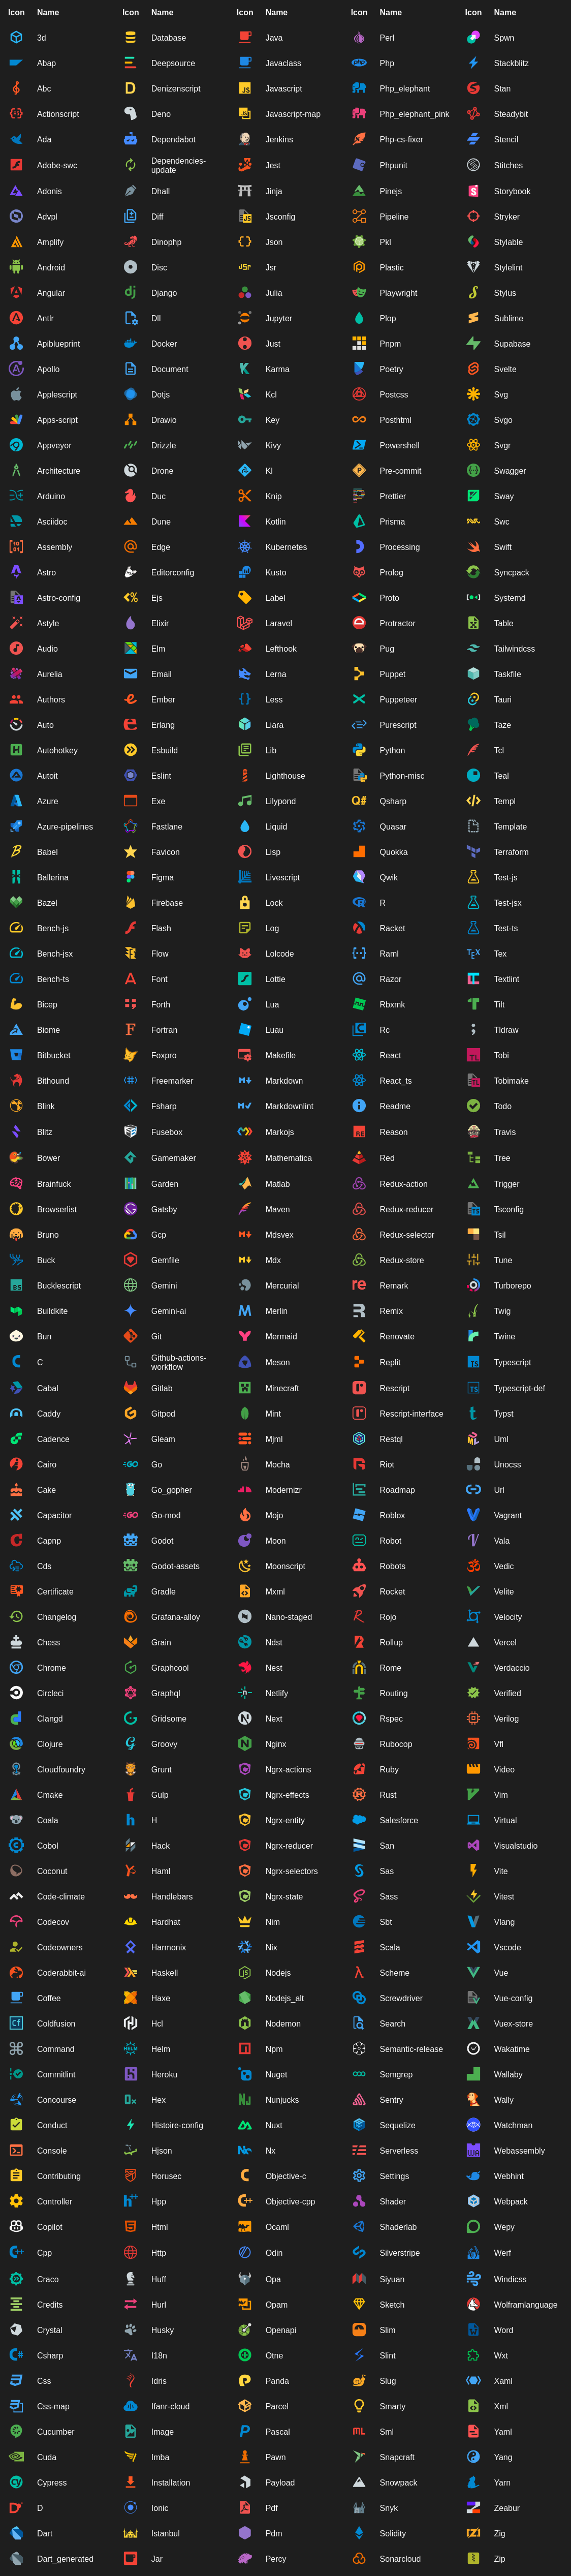 Icon Name Icon Name Icon Name Icon Name Icon Name
3d Database Java Perl Spwn
Abap Deepsource Javaclass Php Stackblitz
Abc Denizenscript Javascript Php_elephant Stan
Actionscript Deno Javascript-map Php_elephant_pink Steadybit
Ada Dependabot Jenkins Php-cs-fixer Stencil
Adobe-swc Dependencies-update Jest Phpunit Stitches
Adonis Dhall Jinja Pinejs Storybook
Advpl Diff Jsconfig Pipeline Stryker
Amplify Dinophp Json Pkl Stylable
Android Disc Jsr Plastic Stylelint
Angular Django Julia Playwright Stylus
Antlr Dll Jupyter Plop Sublime
Apiblueprint Docker Just Pnpm Supabase
Apollo Document Karma Poetry Svelte
Applescript Dotjs Kcl Postcss Svg
Apps-script Drawio Key Posthtml Svgo
Appveyor Drizzle Kivy Powershell Svgr
Architecture Drone Kl Pre-commit Swagger
Arduino Duc Knip Prettier Sway
Asciidoc Dune Kotlin Prisma Swc
Assembly Edge Kubernetes Processing Swift
Astro Editorconfig Kusto Prolog Syncpack
Astro-config Ejs Label Proto Systemd
Astyle Elixir Laravel Protractor Table
Audio Elm Lefthook Pug Tailwindcss
Aurelia Email Lerna Puppet Taskfile
Authors Ember Less Puppeteer Tauri
Auto Erlang Liara Purescript Taze
Autohotkey Esbuild Lib Python Tcl
Autoit Eslint Lighthouse Python-misc Teal
Azure Exe Lilypond Qsharp Templ
Azure-pipelines Fastlane Liquid Quasar Template
Babel Favicon Lisp Quokka Terraform
Ballerina Figma Livescript Qwik Test-js
Bazel Firebase Lock R Test-jsx
Bench-js Flash Log Racket Test-ts
Bench-jsx Flow Lolcode Raml Tex
Bench-ts Font Lottie Razor Textlint
Bicep Forth Lua Rbxmk Tilt
Biome Fortran Luau Rc Tldraw
Bitbucket Foxpro Makefile React Tobi
Bithound Freemarker Markdown React_ts Tobimake
Blink Fsharp Markdownlint Readme Todo
Blitz Fusebox Markojs Reason Travis
Bower Gamemaker Mathematica Red Tree
Brainfuck Garden Matlab Redux-action Trigger
Browserlist Gatsby Maven Redux-reducer Tsconfig
Bruno Gcp Mdsvex Redux-selector Tsil
Buck Gemfile Mdx Redux-store Tune
Bucklescript Gemini Mercurial Remark Turborepo
Buildkite Gemini-ai Merlin Remix Twig
Bun Git Mermaid Renovate Twine
C Github-actions-workflow Meson Replit Typescript
Cabal Gitlab Minecraft Rescript Typescript-def
Caddy Gitpod Mint Rescript-interface Typst
Cadence Gleam Mjml Restql Uml
Cairo Go Mocha Riot Unocss
Cake Go_gopher Modernizr Roadmap Url
Capacitor Go-mod Mojo Roblox Vagrant
Capnp Godot Moon Robot Vala
Cds Godot-assets Moonscript Robots Vedic
Certificate Gradle Mxml Rocket Velite
Changelog Grafana-alloy Nano-staged Rojo Velocity
Chess Grain Ndst Rollup Vercel
Chrome Graphcool Nest Rome Verdaccio
Circleci Graphql Netlify Routing Verified
Clangd Gridsome Next Rspec Verilog
Clojure Groovy Nginx Rubocop Vfl
Cloudfoundry Grunt Ngrx-actions Ruby Video
Cmake Gulp Ngrx-effects Rust Vim
Coala H Ngrx-entity Salesforce Virtual
Cobol Hack Ngrx-reducer San Visualstudio
Coconut Haml Ngrx-selectors Sas Vite
Code-climate Handlebars Ngrx-state Sass Vitest
Codecov Hardhat Nim Sbt Vlang
Codeowners Harmonix Nix Scala Vscode
Coderabbit-ai Haskell Nodejs Scheme Vue
Coffee Haxe Nodejs_alt Screwdriver Vue-config
Coldfusion Hcl Nodemon Search Vuex-store
Command Helm Npm Semantic-release Wakatime
Commitlint Heroku Nuget Semgrep Wallaby
Concourse Hex Nunjucks Sentry Wally
Conduct Histoire-config Nuxt Sequelize Watchman
Console Hjson Nx Serverless Webassembly
Contributing Horusec Objective-c Settings Webhint
Controller Hpp Objective-cpp Shader Webpack
Copilot Html Ocaml Shaderlab Wepy
Cpp Http Odin Silverstripe Werf
Craco Huff Opa Siyuan Windicss
Credits Hurl Opam Sketch Wolframlanguage
Crystal Husky Openapi Slim Word
Csharp I18n Otne Slint Wxt
Css Idris Panda Slug Xaml
Css-map Ifanr-cloud Parcel Smarty Xml
Cucumber Image Pascal Sml Yaml
Cuda Imba Pawn Snapcraft Yang
Cypress Installation Payload Snowpack Yarn
D Ionic Pdf Snyk Zeabur
Dart Istanbul Pdm Solidity Zig
Dart_generated Jar Percy Sonarcloud Zip